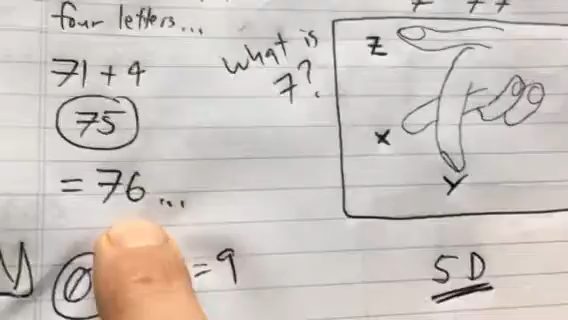 four letters...
71 + 4
75
= 76...
= 9
what is
7?
Z
X
Y
5D